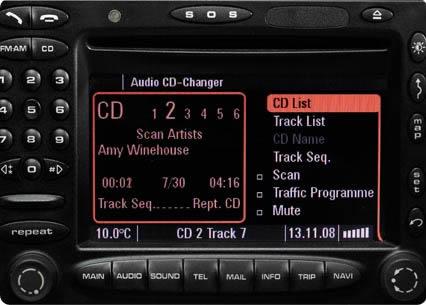 S O S
FM·AM CD
1 2 3
4 5 6
7 8 9
0 #
map
set
repeat
Audio CD-Changer
CD 1 2 3 4 5 6
Scan Artists
Amy Winehouse
00:01 7/30 04:16
Track Seq....... Rept. CD
CD List
Track List
CD Name
Track Seq.
Scan
Traffic Programme
Mute
10.0°C CD 2 Track 7 13.11.08
MAIN AUDIO SOUND TEL MAIL INFO TRIP NAVI